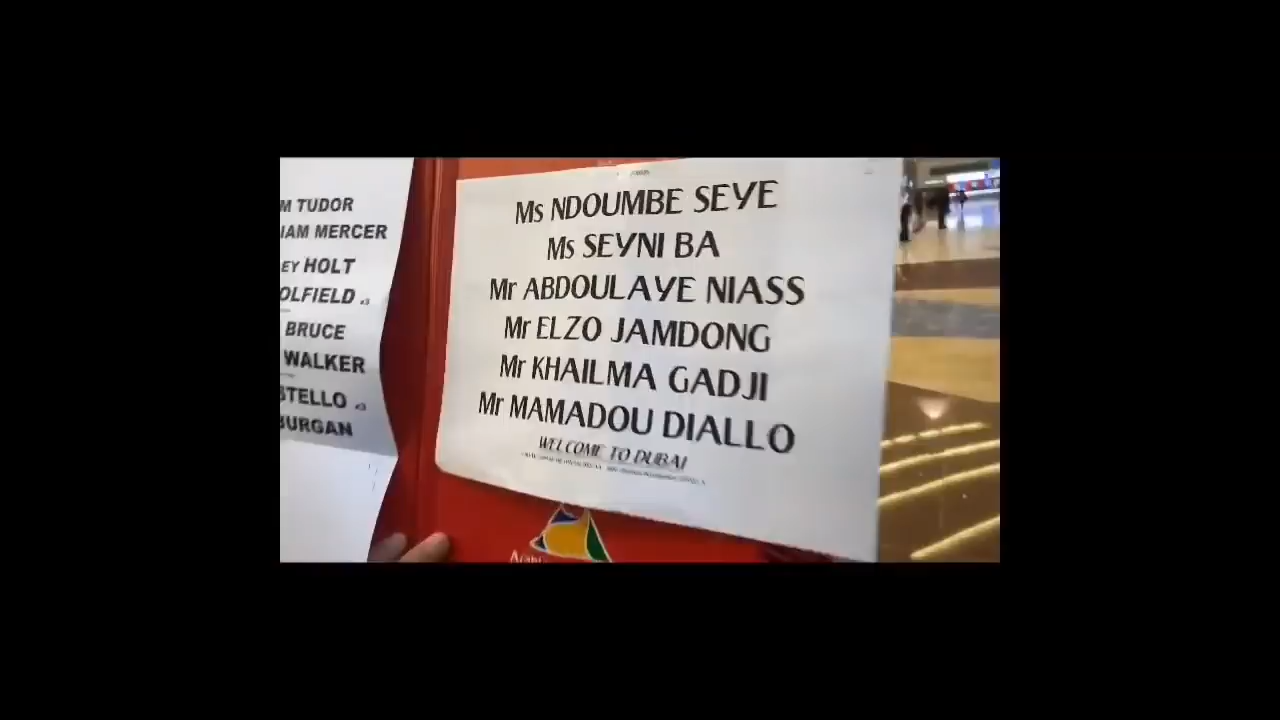 M TUDOR
IAM MERCER
EY HOLT
OLFIELD x3
BRUCE
WALKER
STELLO x3
BURGAN
Ms NDOUMBE SEYE
Ms SEYNI BA
Mr ABDOULAYE NIASS
Mr ELZO JAMDONG
Mr KHAILMA GADJI
Mr MAMADOU DIALLO
WELCOME TO DUBAI